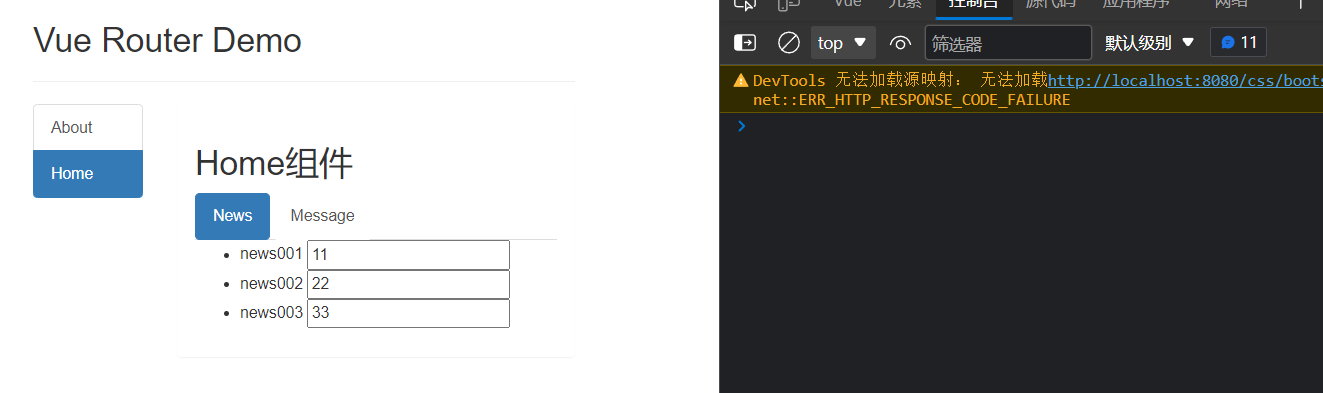 Vue Router Demo
About
Home
Home组件
News
Message
news001 11
news002 22
news003 33
Vue 元素 控制台 源代码 应用程序 网络
top 筛选器 默认级别 11
DevTools 无法加载源映射： 无法加载http://localhost:8080/css/boots
net::ERR_HTTP_RESPONSE_CODE_FAILURE